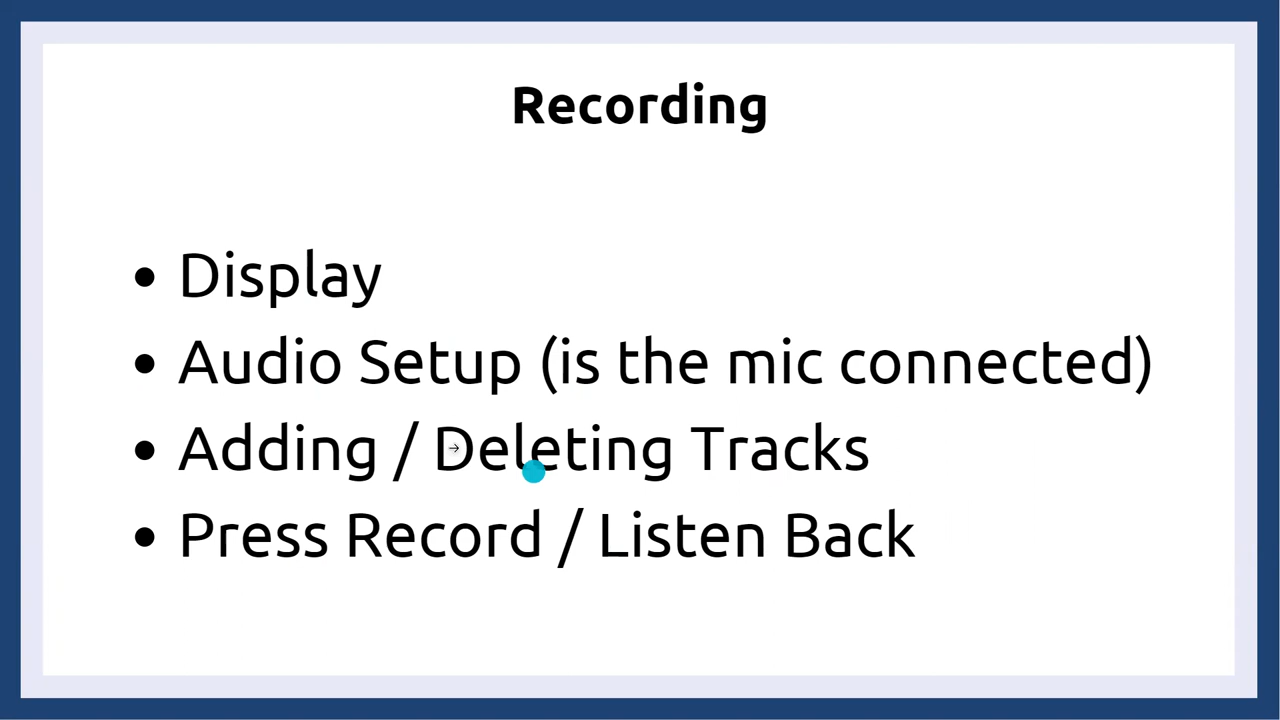 Recording
• Display
• Audio Setup (is the mic connected)
• Adding / Deleting Tracks
• Press Record / Listen Back